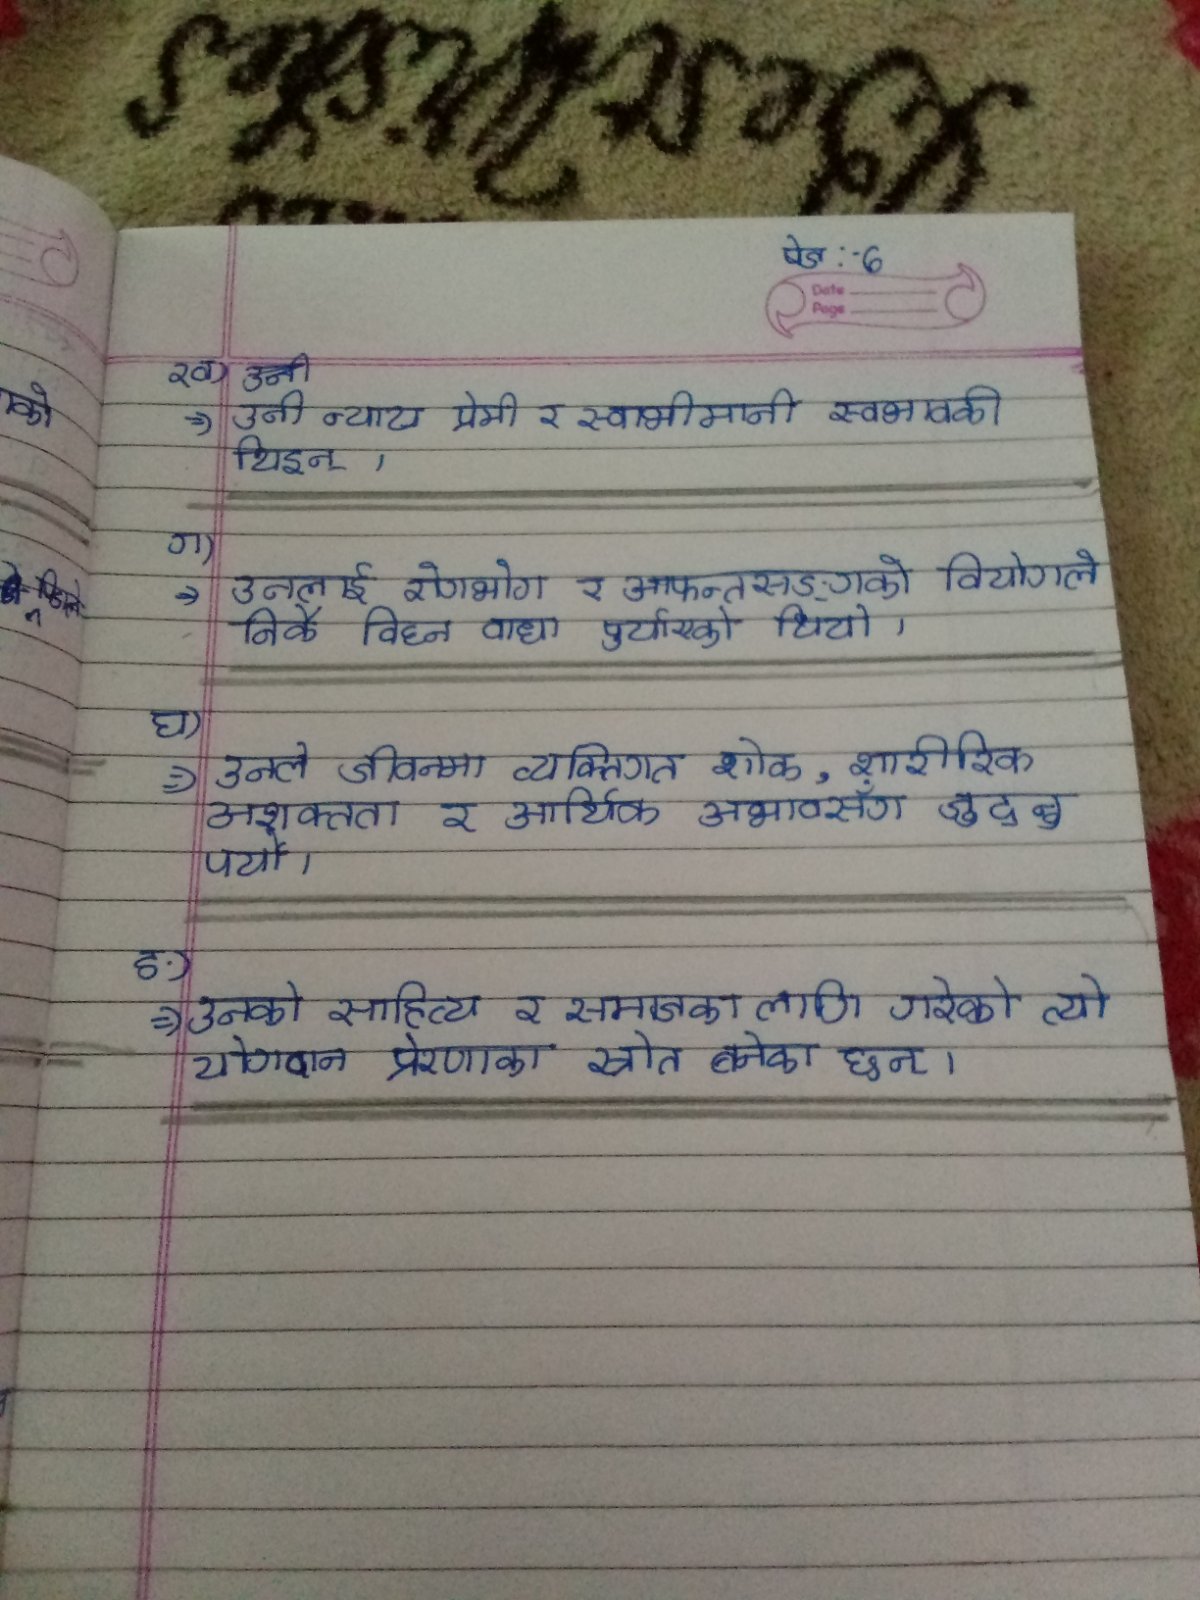 पेज :-6
Date
Page
ख) उनी
⇒ उनी न्याय प्रेमी र स्वाभीमानी स्वभावकी
थिइन् ।
ग)
⇒ उनलाई रोगभोग र आफन्तसङ्गको वियोगले
निकै विघ्न वाधा पुर्याएको थियो ।
घ)
⇒ उनले जीवनमा व्यक्तिगत शोक, शारीरिक
अशक्तता र आर्थिक अभावसँग जुट्नु
पर्यो ।
ङ)
⇒ उनको साहित्य र समाजका लागि गरेको त्यो
योगदान प्रेरणाका स्रोत बनेका छन् ।